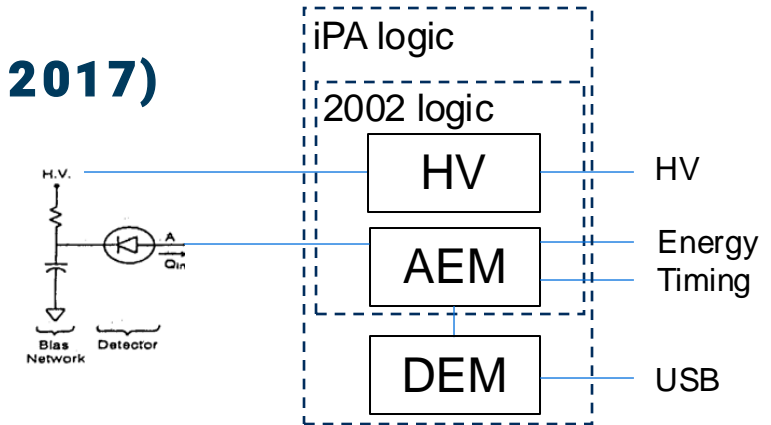 2017)
iPA logic
2002 logic
HV
HV
AEM
Energy
Timing
DEM
USB
H.V.
A
Qin
Bias
Network
Detector